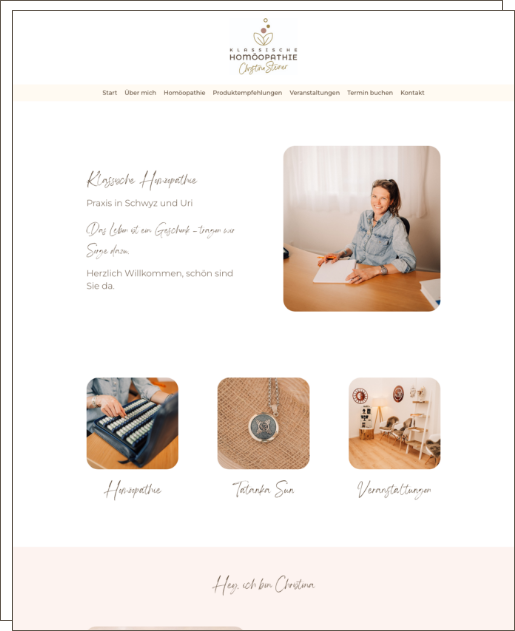 KLASSISCHE
HOMÖOPATHIE
Christina Steiner
Start Über mich Homöopathie Produktempfehlungen Veranstaltungen Termin buchen Kontakt
Klassische Homöopathie
Praxis in Schwyz und Uri
Das Leben ist ein Geschenk – tragen wir
Sorge dazu.
Herzlich Willkommen, schön sind
Sie da.
Homöopathie
Tatanka Sun
Veranstaltungen
Hey, ich bin Christina